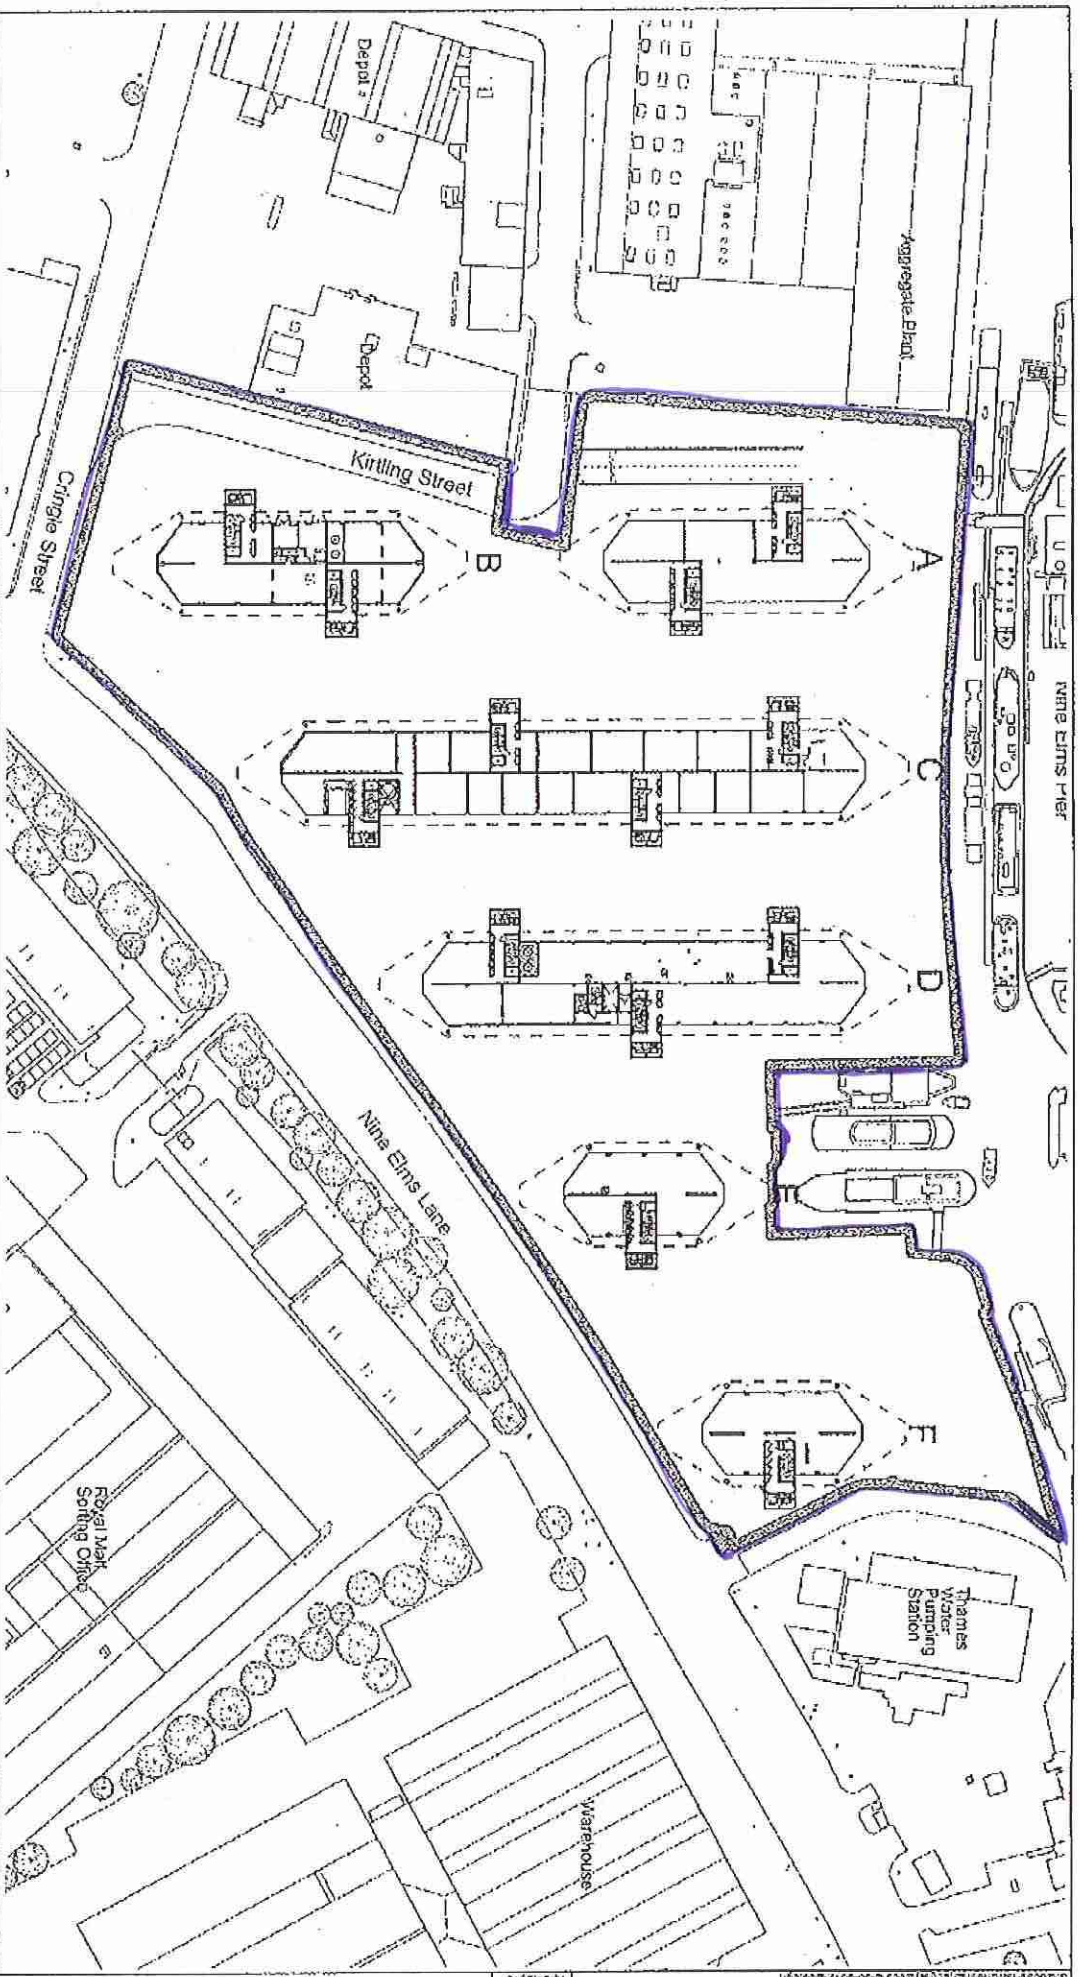 Nine Elms Pier
Aggregate Plant
Depot
Depot
Kirtling Street
Cringle Street
A
B
C
D
E
F
Nine Elms Lane
Thames
Water
Pumping
Station
Royal Mail
Sorting Office
Warehouse